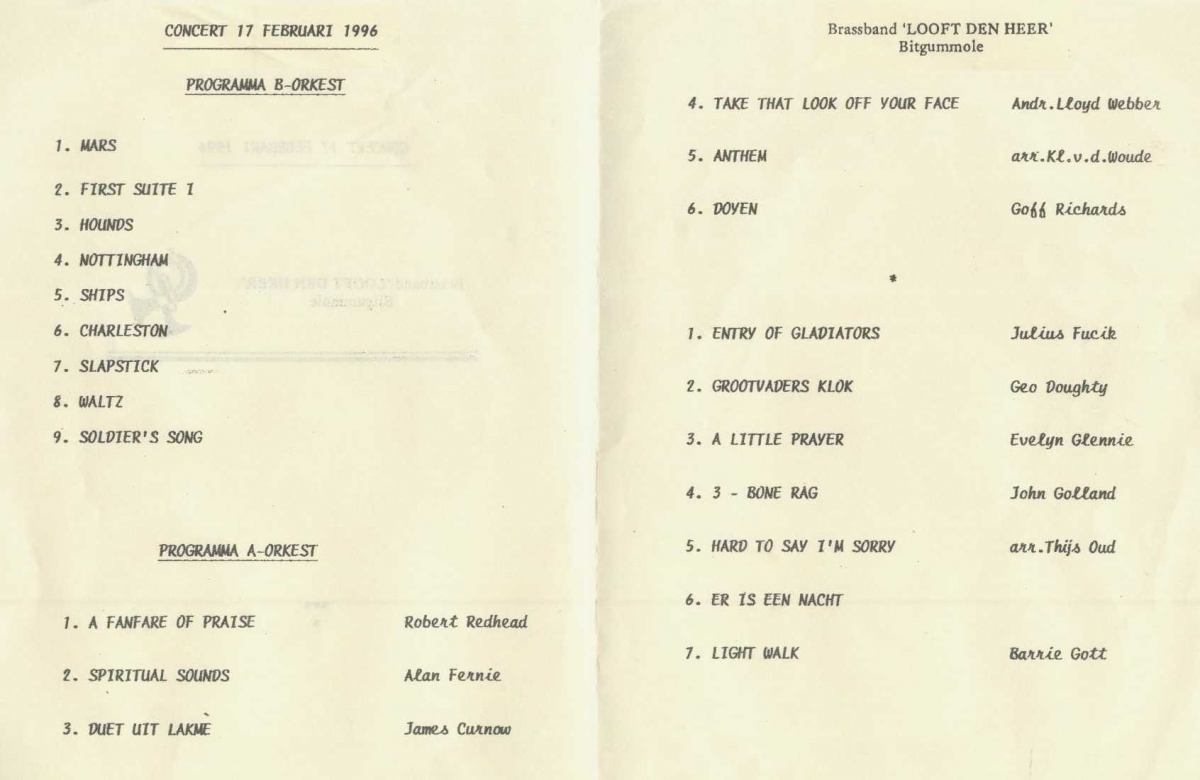 CONCERT 17 FEBRUARI 1996
PROGRAMMA B-ORKEST
1. MARS
2. FIRST SUITE 1
3. HOUNDS
4. NOTTINGHAM
5. SHIPS
6. CHARLESTON
7. SLAPSTICK
8. WALTZ
9. SOLDIER'S SONG
PROGRAMMA A-ORKEST
1. A FANFARE OF PRAISE Robert Redhead
2. SPIRITUAL SOUNDS Alan Fernie
3. DUET UIT LAKMÈ James Curnow
Brassband 'LOOFT DEN HEER'
Bitgummole
4. TAKE THAT LOOK OFF YOUR FACE Andr.Lloyd Webber
5. ANTHEM arr.Kl.v.d.Woude
6. DOYEN Goff Richards
*
1. ENTRY OF GLADIATORS Julius Fucik
2. GROOTVADERS KLOK Geo Doughty
3. A LITTLE PRAYER Evelyn Glennie
4. 3 - BONE RAG John Golland
5. HARD TO SAY I'M SORRY arr.Thijs Oud
6. ER IS EEN NACHT
7. LIGHT WALK Barrie Gott